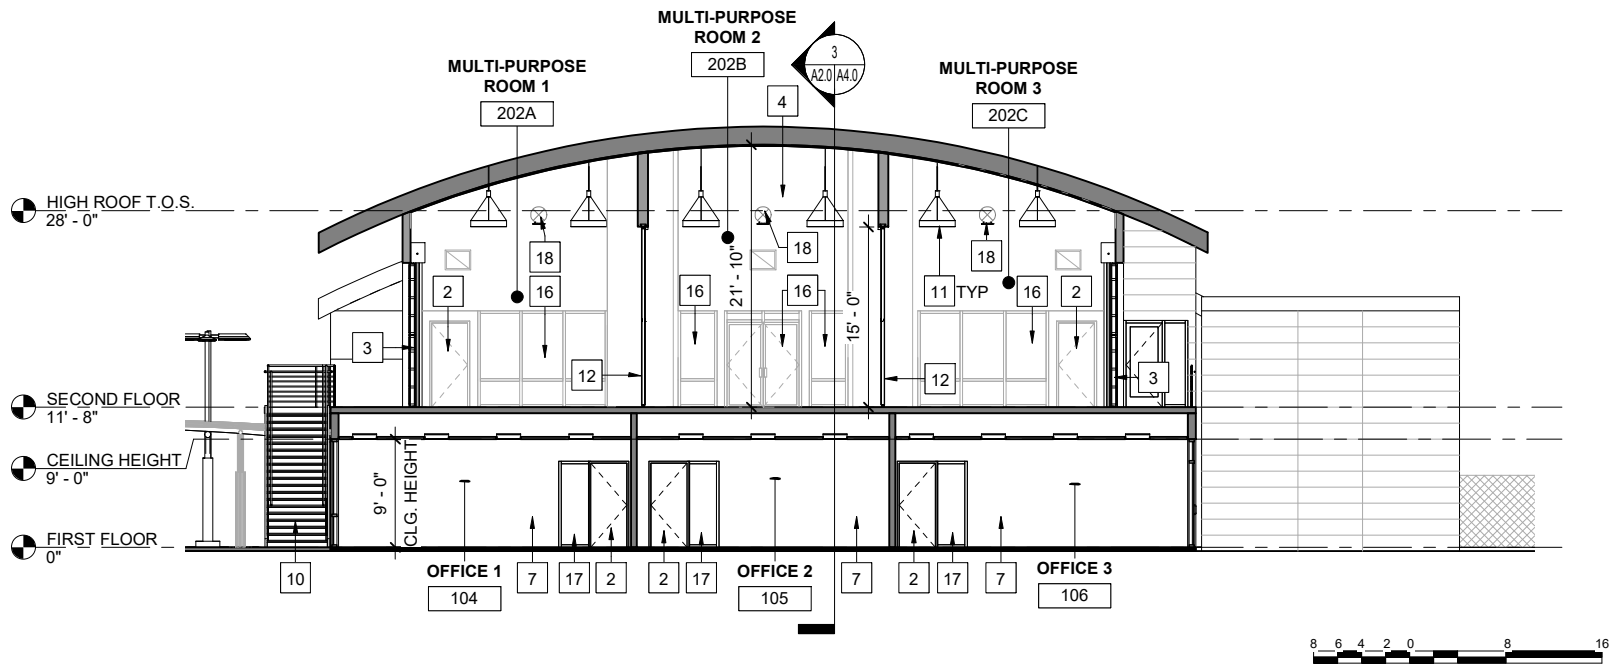 MULTI-PURPOSE
ROOM 2
202B
3
A2.0 A4.0
MULTI-PURPOSE
ROOM 1
202A
MULTI-PURPOSE
ROOM 3
202C
4
HIGH ROOF T.O.S.
28' - 0"
18
18
18
21' - 10"
2
16
16
16
11 TYP
16
2
15' - 0"
3
12
12
3
SECOND FLOOR
11' - 8"
CEILING HEIGHT
9' - 0"
9' - 0"
CLG. HEIGHT
FIRST FLOOR
0"
10
OFFICE 1
104
7
17
2
2
17
OFFICE 2
105
7
2
17
7
OFFICE 3
106
8 6 4 2 0 8 16